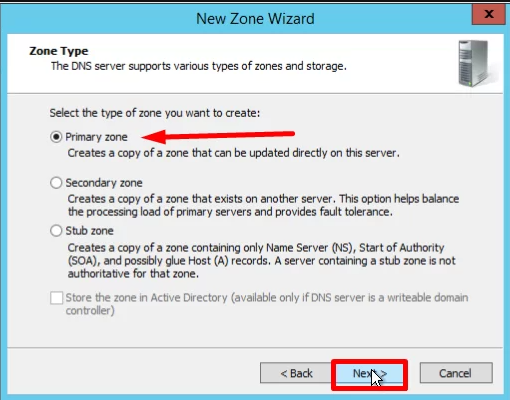 New Zone Wizard
x
Zone Type
The DNS server supports various types of zones and storage.
Select the type of zone you want to create:
Primary zone
Creates a copy of a zone that can be updated directly on this server.
Secondary zone
Creates a copy of a zone that exists on another server. This option helps balance
the processing load of primary servers and provides fault tolerance.
Stub zone
Creates a copy of a zone containing only Name Server (NS), Start of Authority
(SOA), and possibly glue Host (A) records. A server containing a stub zone is not
authoritative for that zone.
Store the zone in Active Directory (available only if DNS server is a writeable domain
controller)
< Back Next > Cancel